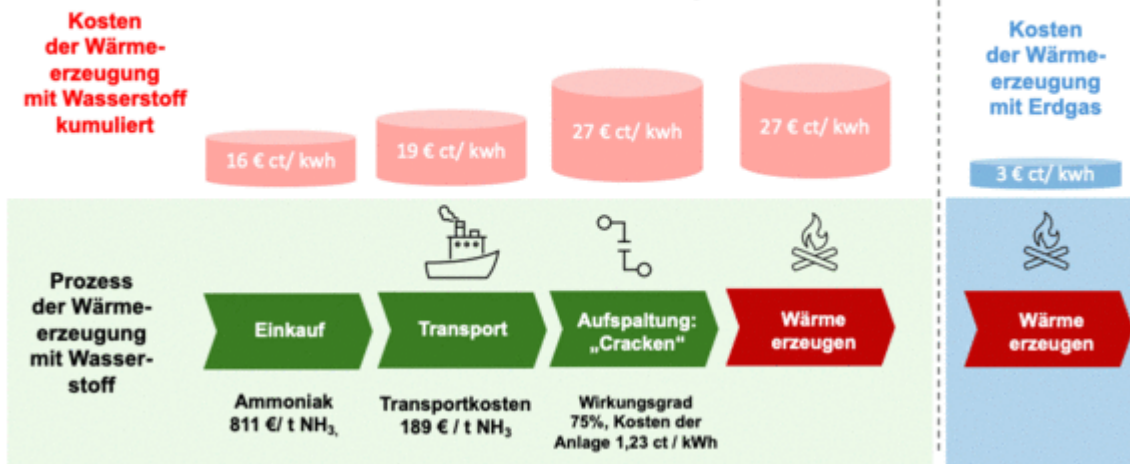 Kosten
der Wärme-
erzeugung
mit Wasserstoff
kumuliert
16 € ct/ kwh
19 € ct/ kwh
27 € ct/ kwh
27 € ct/ kwh
Kosten
der Wärme-
erzeugung
mit Erdgas
3 € ct/ kwh
Prozess
der Wärme-
erzeugung
mit Wasser-
stoff
Einkauf
Transport
Aufspaltung:
„Cracken“
Wärme
erzeugen
Wärme
erzeugen
Ammoniak
811 €/ t NH₃,
Transportkosten
189 € / t NH₃
Wirkungsgrad
75%, Kosten der
Anlage 1,23 ct / kWh